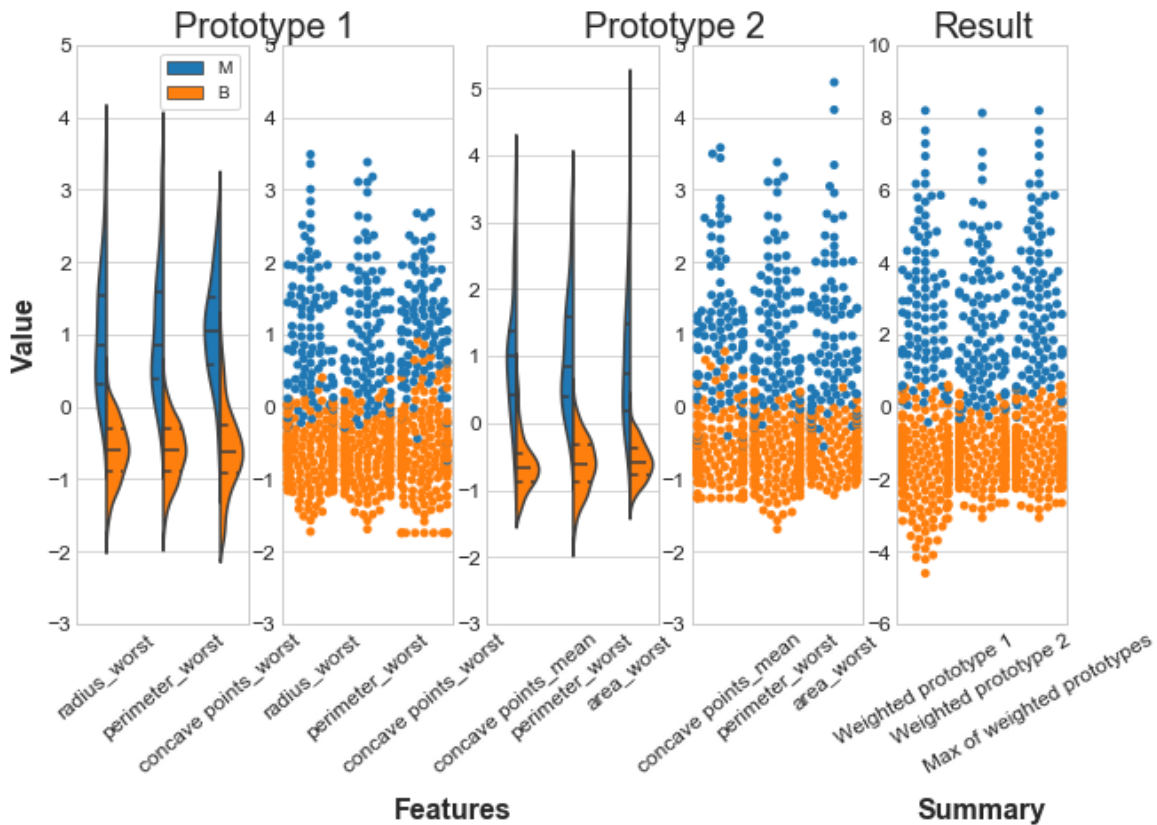 Prototype 1
Prototype 2
Result
M
B
Value
5
4
3
2
1
0
−1
−2
−3
5
4
3
2
1
0
−1
−2
−3
5
4
3
2
1
0
−1
−2
−3
5
4
3
2
1
0
−1
−2
−3
10
8
6
4
2
0
−2
−4
−6
radius_worst
perimeter_worst
concave points_worst
radius_worst
perimeter_worst
concave points_worst
concave points_mean
perimeter_worst
area_worst
concave points_mean
perimeter_worst
area_worst
Weighted prototype 1
Weighted prototype 2
Max of weighted prototypes
Features
Summary